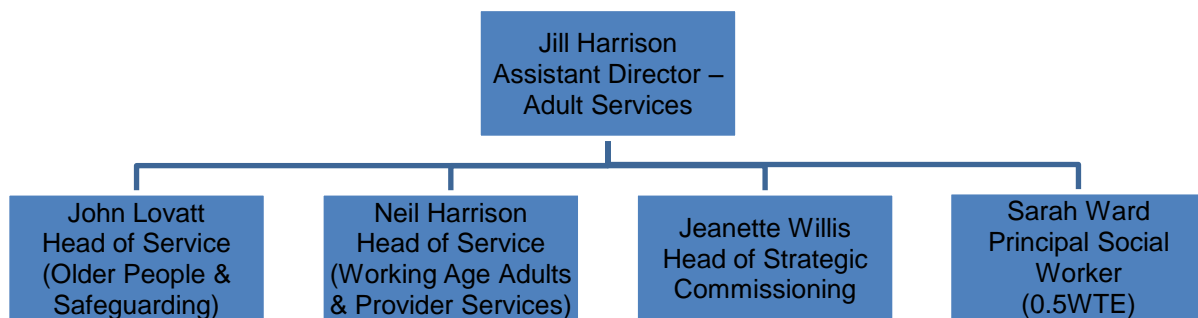 Jill Harrison
Assistant Director –
Adult Services
John Lovatt
Head of Service
(Older People &
Safeguarding)
Neil Harrison
Head of Service
(Working Age Adults
& Provider Services)
Jeanette Willis
Head of Strategic
Commissioning
Sarah Ward
Principal Social
Worker
(0.5WTE)